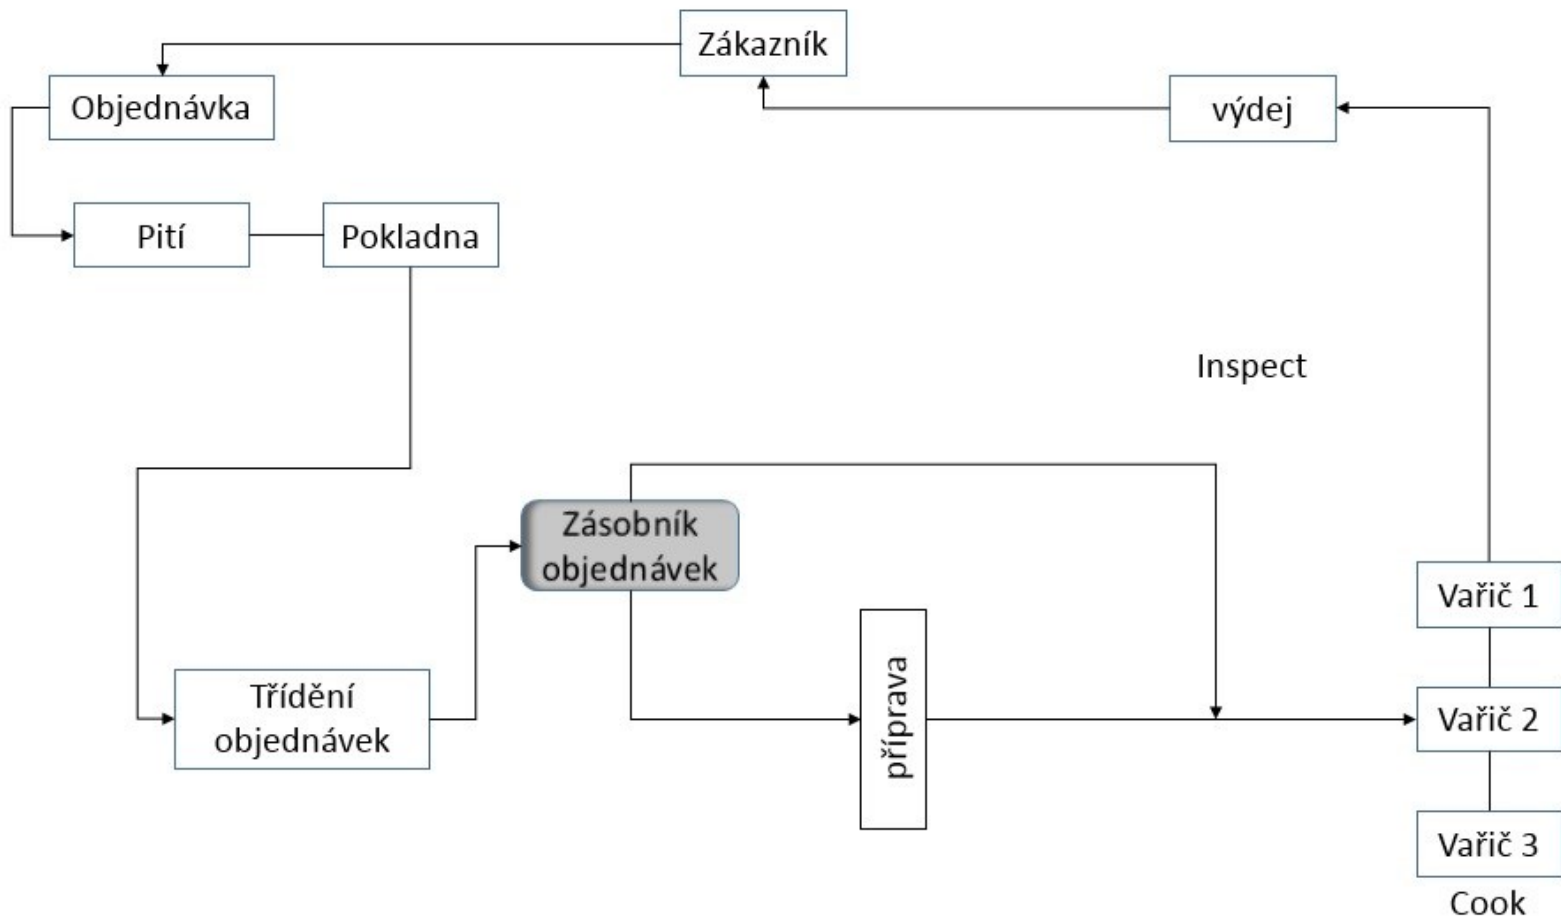 Zákazník
Objednávka
výdej
Pití
Pokladna
Inspect
Zásobník
objednávek
Vařič 1
příprava
Třídění
objednávek
Vařič 2
Vařič 3
Cook